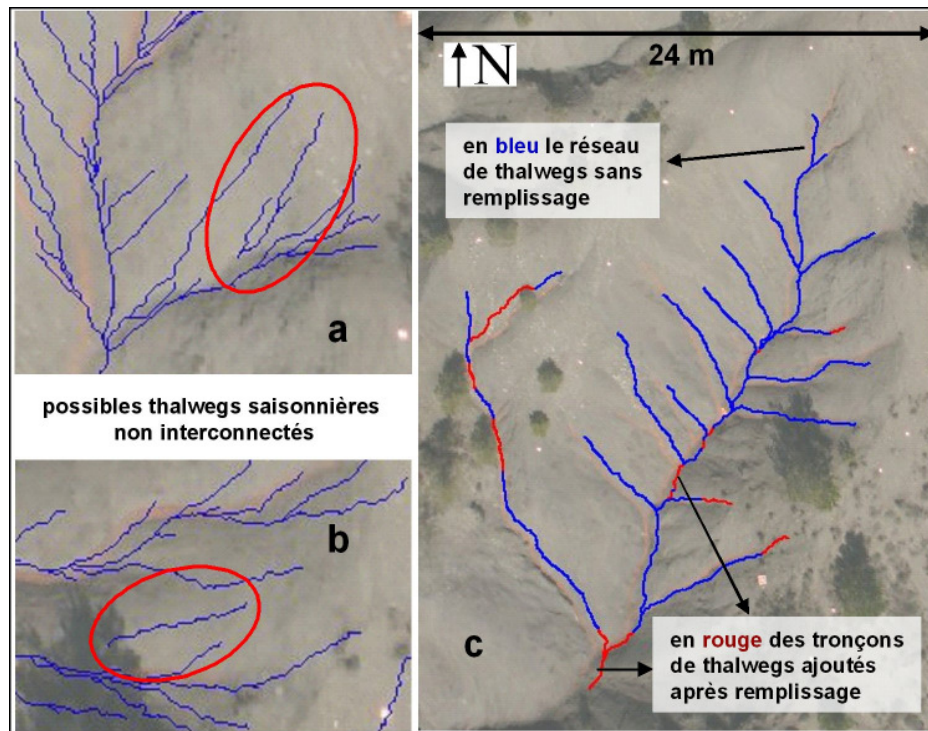 a
possibles thalwegs saisonnières
non interconnectés
b
N
24 m
en bleu le réseau
de thalwegs sans
remplissage
c
en rouge des tronçons
de thalwegs ajoutés
après remplissage